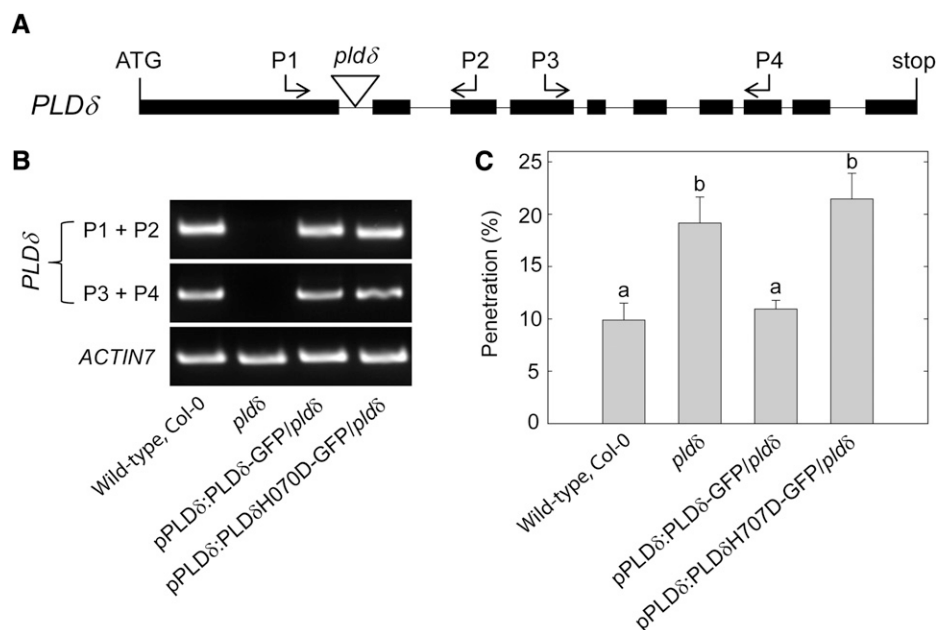 A
ATG P1 pldδ P2 P3 P4 stop
PLDδ
B
PLDδ
P1 + P2
P3 + P4
ACTIN7
Wild-type, Col-0
pldδ
pPLDδ:PLDδ-GFP/pldδ
pPLDδ:PLDδH070D-GFP/pldδ
C
Penetration (%)
25
20
15
10
5
0
a
b
a
b
Wild-type, Col-0
pldδ
pPLDδ:PLDδ-GFP/pldδ
pPLDδ:PLDδH707D-GFP/pldδ